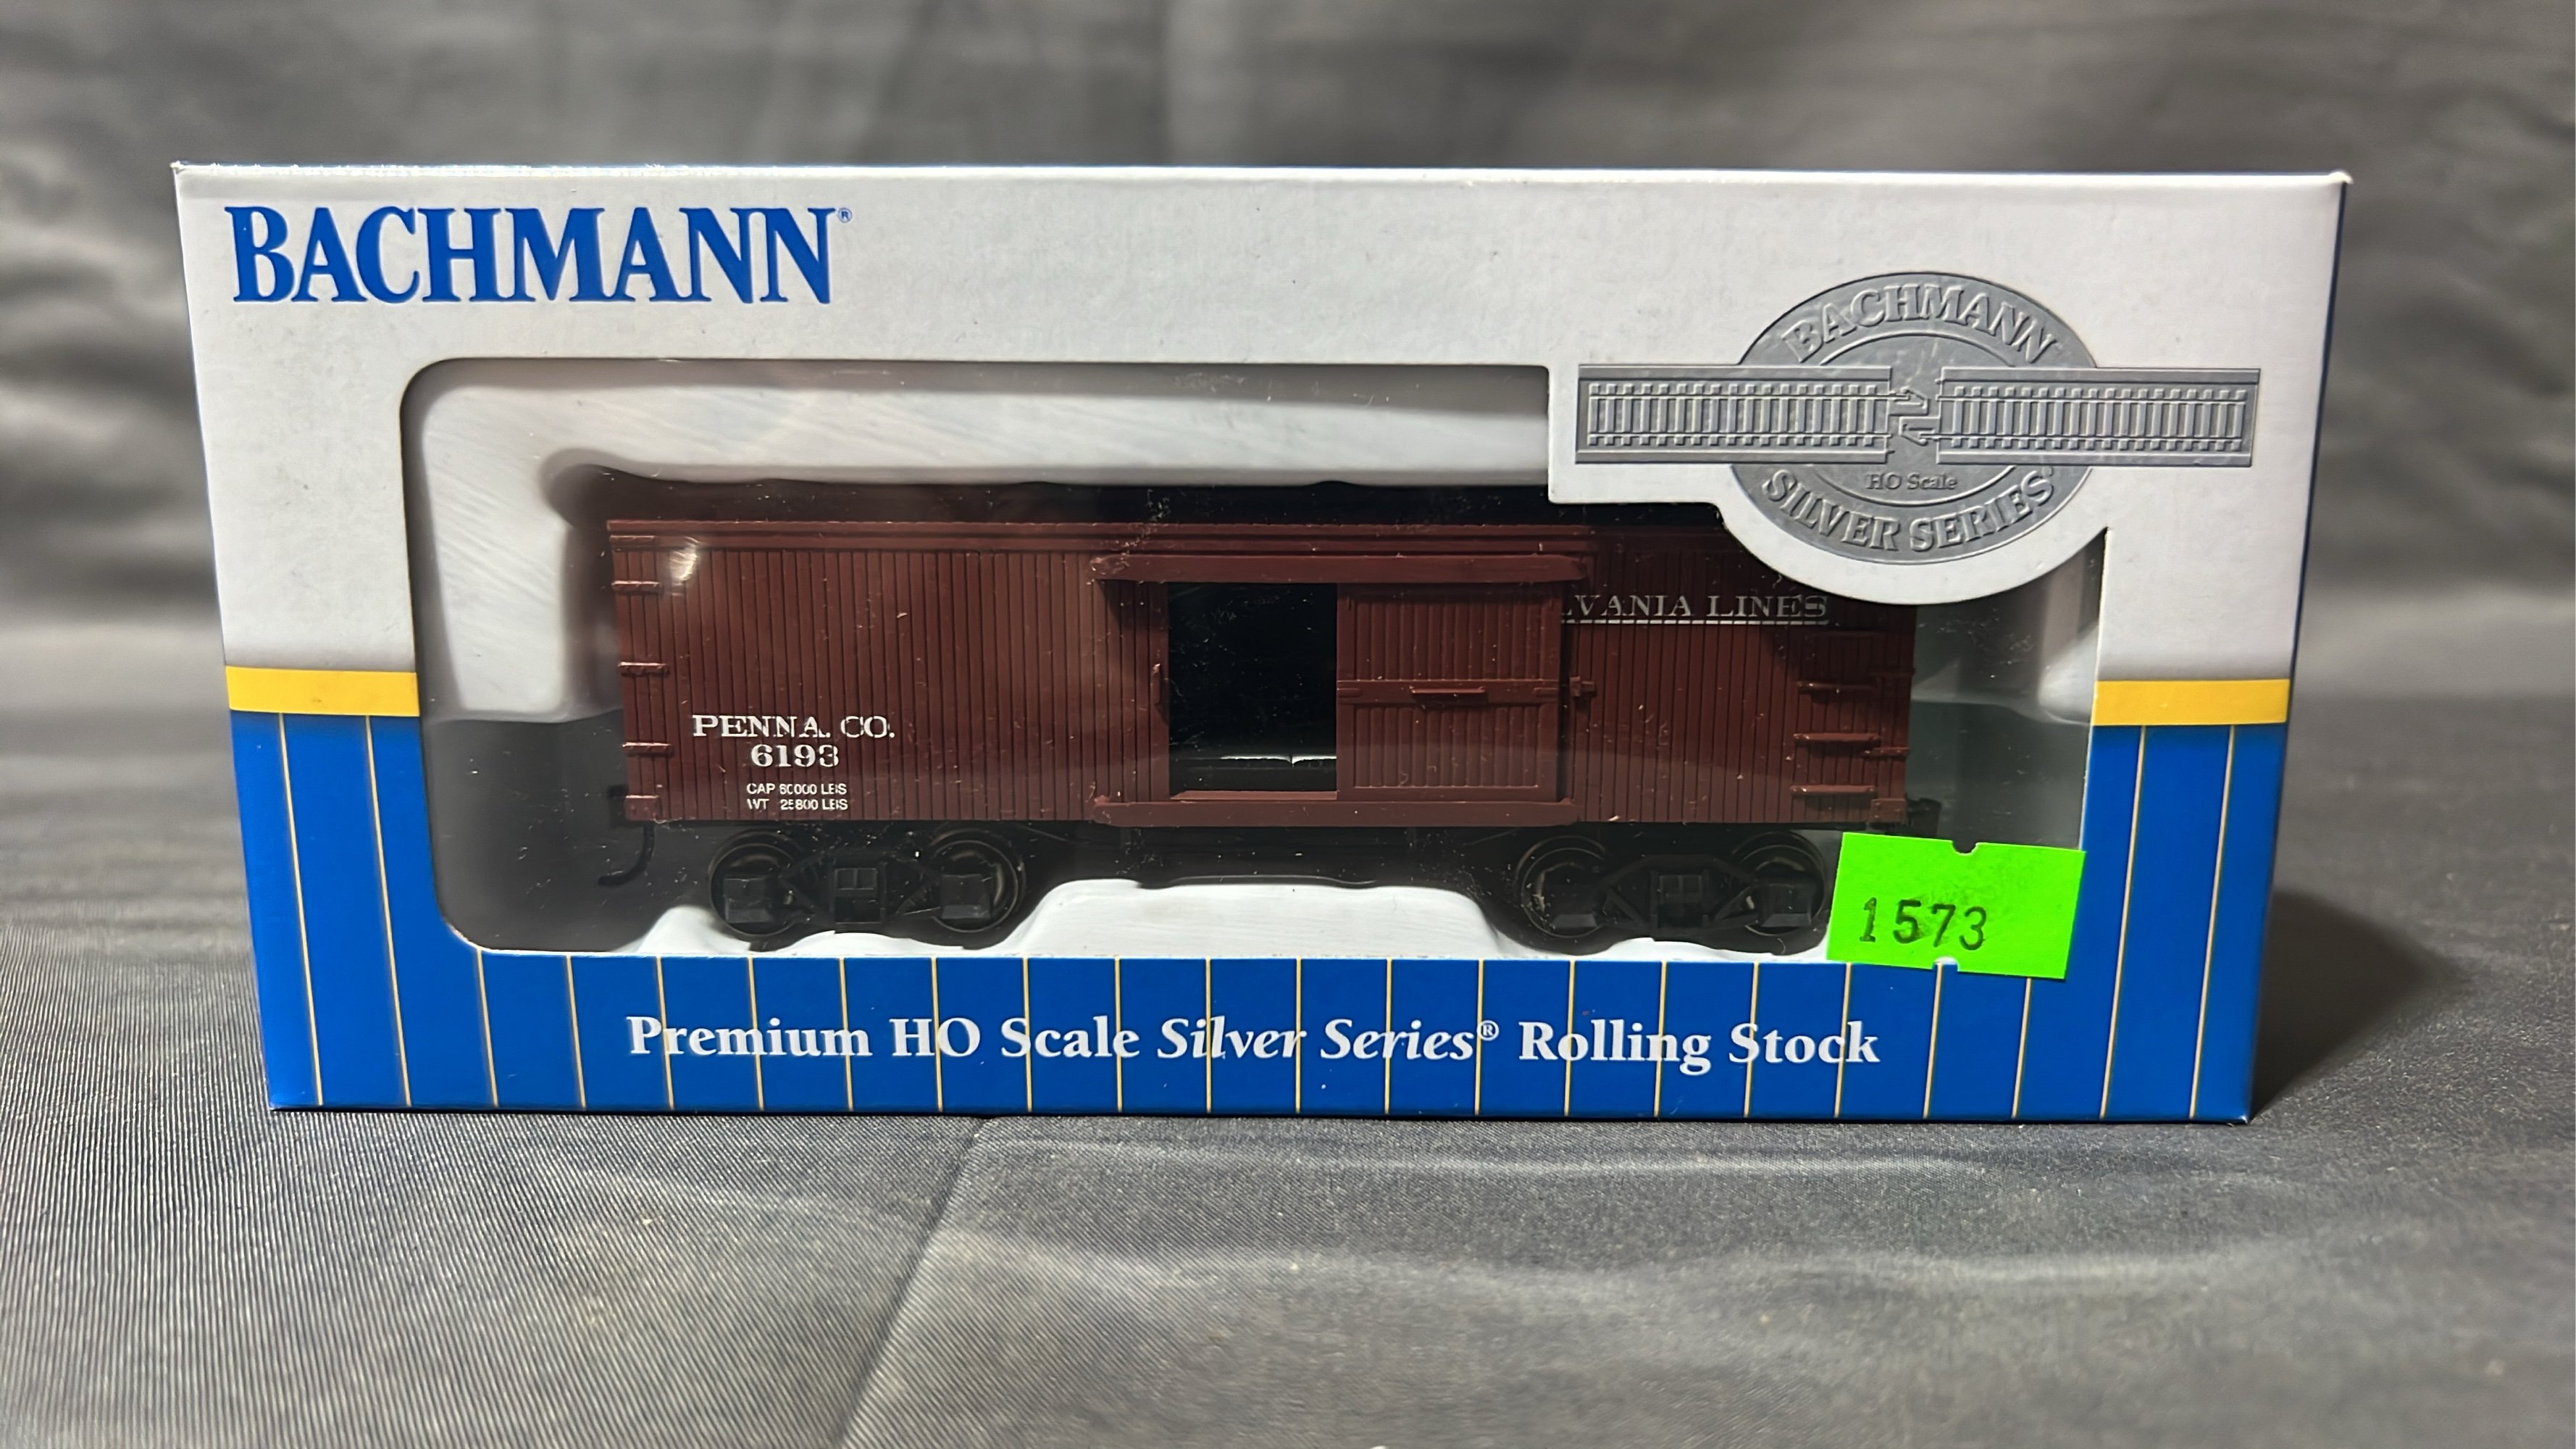 BACHMANN®
BACHMANN
HO Scale
SILVER SERIES®
LVANIA LINES
PENNA. CO.
6193
CAP 60000 LBS
WT 25800 LBS
1573
Premium HO Scale Silver Series® Rolling Stock